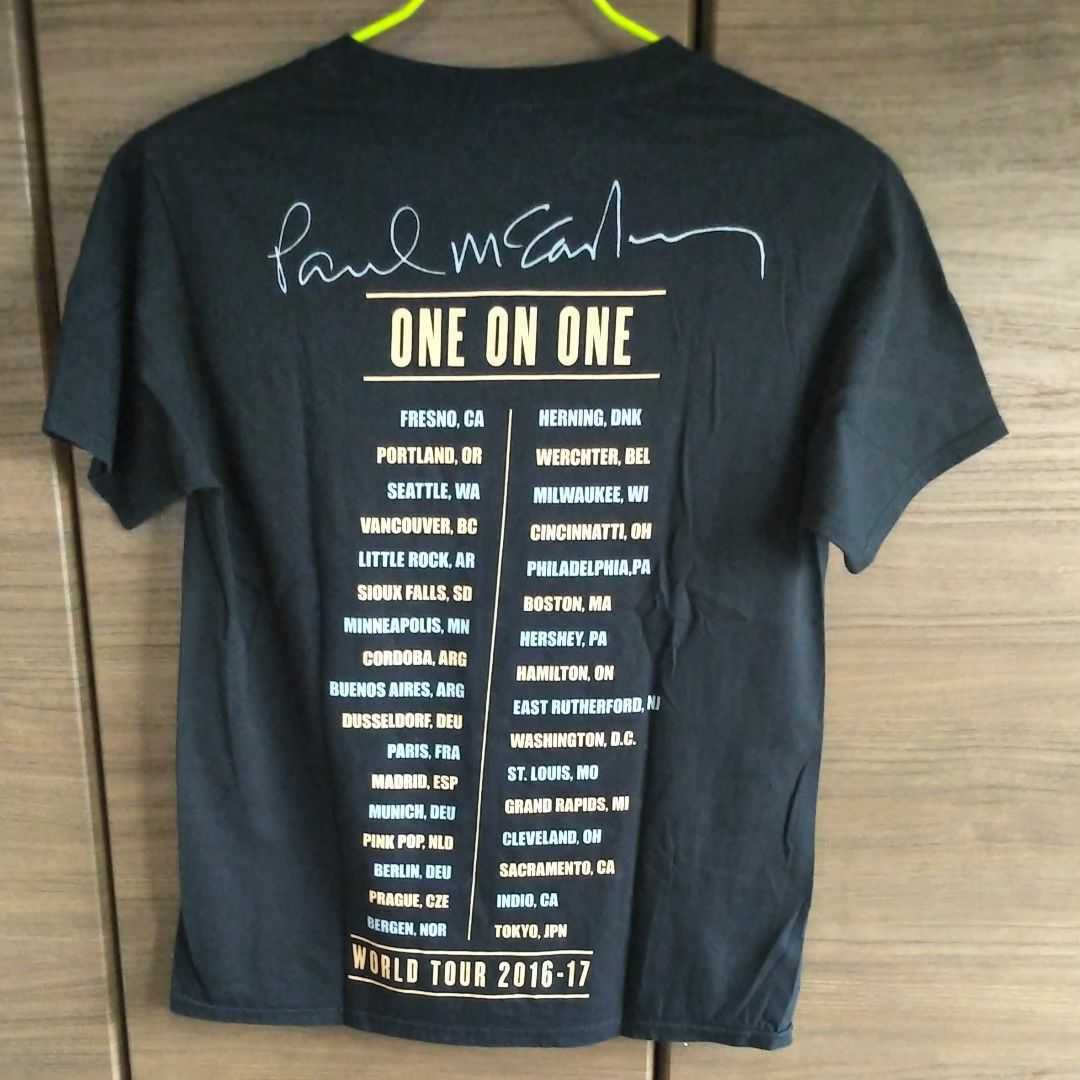 Paul McCartney
ONE ON ONE
FRESNO, CA
PORTLAND, OR
SEATTLE, WA
VANCOUVER, BC
LITTLE ROCK, AR
SIOUX FALLS, SD
MINNEAPOLIS, MN
CORDOBA, ARG
BUENOS AIRES, ARG
DUSSELDORF, DEU
PARIS, FRA
MADRID, ESP
MUNICH, DEU
PINK POP, NLD
BERLIN, DEU
PRAGUE, CZE
BERGEN, NOR
HERNING, DNK
WERCHTER, BEL
MILWAUKEE, WI
CINCINNATTI, OH
PHILADELPHIA,PA
BOSTON, MA
HERSHEY, PA
HAMILTON, ON
EAST RUTHERFORD, NJ
WASHINGTON, D.C.
ST. LOUIS, MO
GRAND RAPIDS, MI
CLEVELAND, OH
SACRAMENTO, CA
INDIO, CA
TOKYO, JPN
WORLD TOUR 2016-17